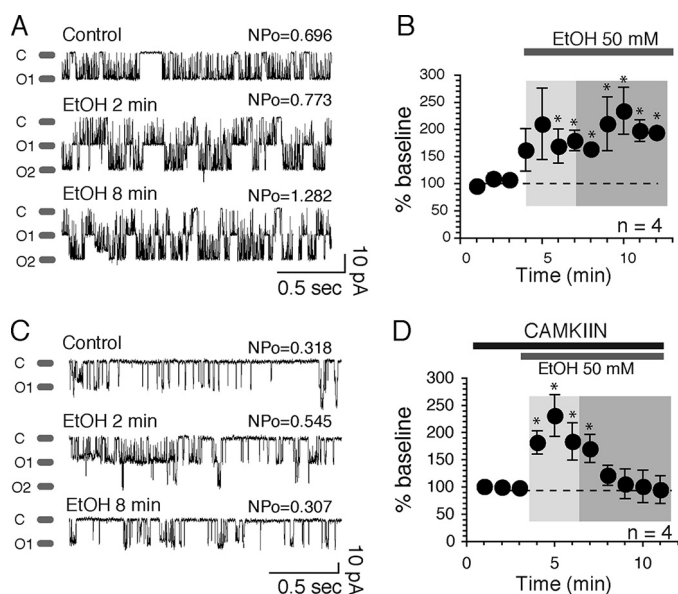 A
Control
NPo=0.696
C
O1
EtOH 2 min
NPo=0.773
C
O1
O2
EtOH 8 min
NPo=1.282
C
O1
O2
0.5 sec
10 pA
B
EtOH 50 mM
300
250
200
150
100
50
0
% baseline
* * * * * * *
n = 4
0 5 10
Time (min)
C
Control
NPo=0.318
C
O1
EtOH 2 min
NPo=0.545
C
O1
O2
EtOH 8 min
NPo=0.307
C
O1
0.5 sec
10 pA
D
CAMKIIN
EtOH 50 mM
300
250
200
150
100
50
0
% baseline
* * * *
n = 4
0 5 10
Time (min)